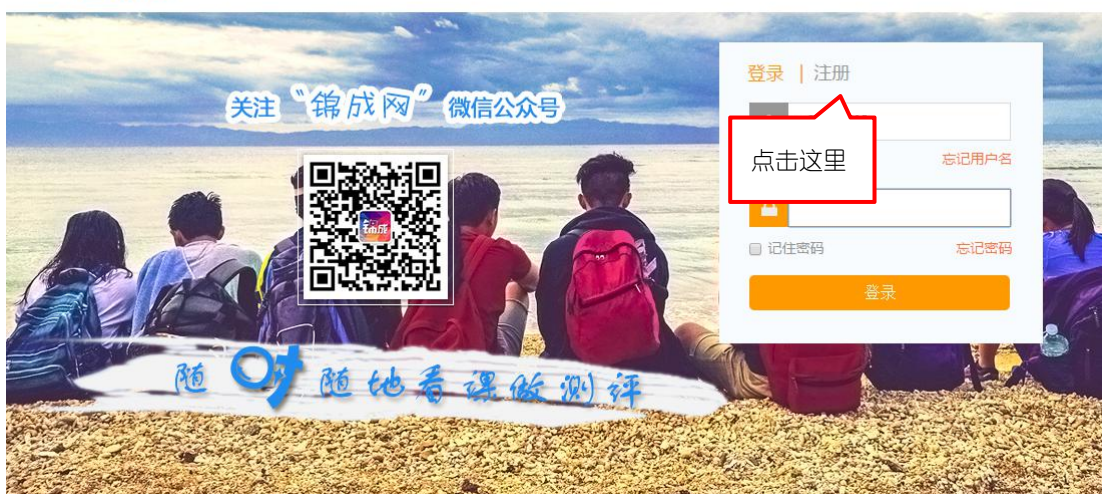 关注“锦成网”微信公众号
锦成
随时随地看课做测评
登录 | 注册
点击这里
忘记用户名
记住密码
忘记密码
登录